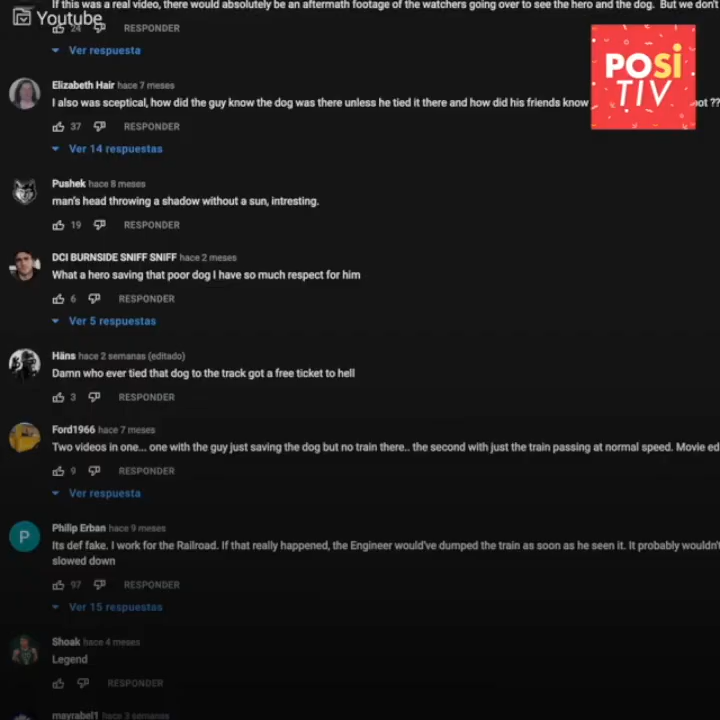 If this was a real video, there would absolutely be an aftermath footage of the watchers going over to see the hero and the dog. But we don't
Youtube
24 RESPONDER
Ver respuesta
POSiTIV
Elizabeth Hair hace 7 meses
I also was sceptical, how did the guy know the dog was there unless he tied it there and how did his friends know ot ??
37 RESPONDER
Ver 14 respuestas
Pushek hace 8 meses
man's head throwing a shadow without a sun, intresting.
19 RESPONDER
DCI BURNSIDE SNIFF SNIFF hace 2 meses
What a hero saving that poor dog I have so much respect for him
6 RESPONDER
Ver 5 respuestas
Häns hace 2 semanas (editado)
Damn who ever tied that dog to the track got a free ticket to hell
3 RESPONDER
Ford1966 hace 7 meses
Two videos in one... one with the guy just saving the dog but no train there.. the second with just the train passing at normal speed. Movie ed
9 RESPONDER
Ver respuesta
P
Philip Erban hace 9 meses
Its def fake. I work for the Railroad. If that really happened, the Engineer would've dumped the train as soon as he seen it. It probably wouldn't
slowed down
97 RESPONDER
Ver 15 respuestas
Shoak hace 4 meses
Legend
RESPONDER
mayrabel1 hace 3 semanas